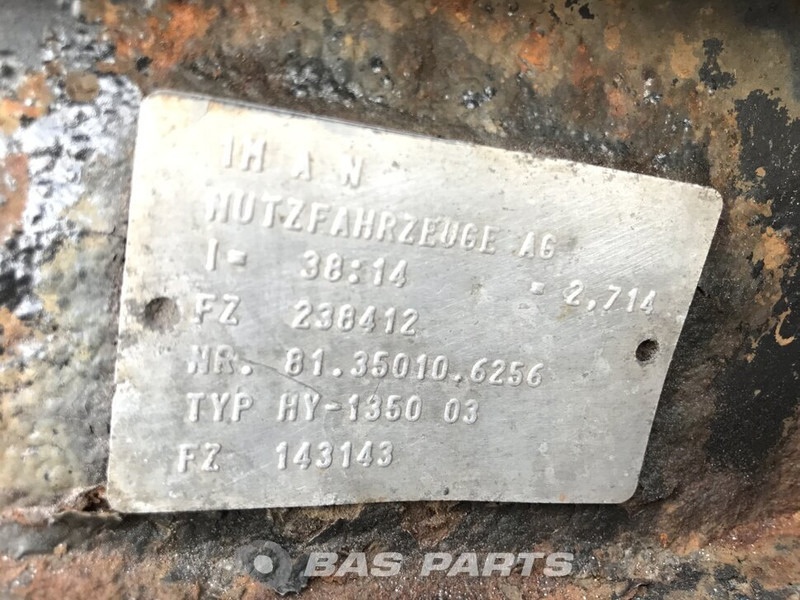 M A N
NUTZFAHRZEUGE AG
I= 38:14 = 2,714
FZ 238412
NR. 81.35010.6256
TYP HY-1350 03
FZ 143143
BAS PARTS